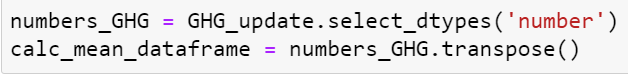 numbers_GHG = GHG_update.select_dtypes('number')
calc_mean_dataframe = numbers_GHG.transpose()